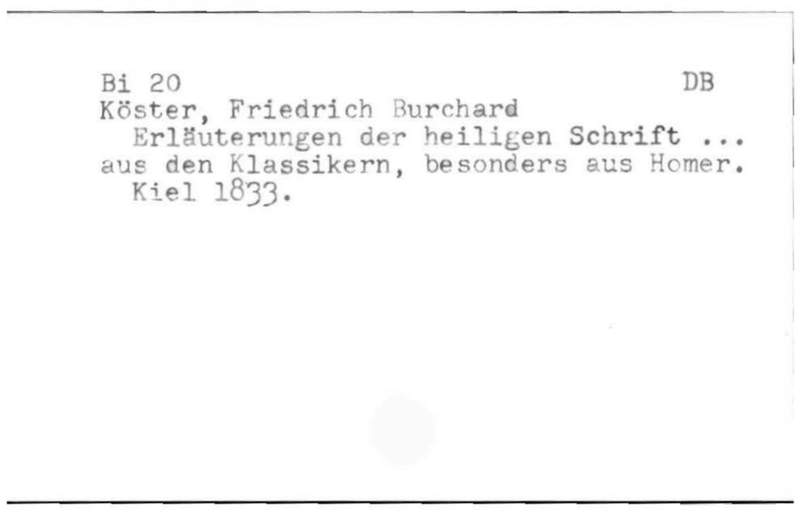 Bi 20 DB
Köster, Friedrich Burchard
Erläuterungen der heiligen Schrift ...
aus den Klassikern, besonders aus Homer.
Kiel 1833.